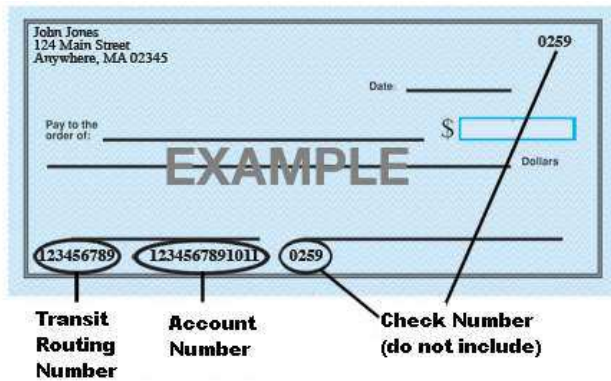 John Jones
124 Main Street
Anywhere, MA 02345
0259
Date:
Pay to the
order of:
$
Dollars
EXAMPLE
123456789 1234567891011 0259
Transit
Routing
Number
Account
Number
Check Number
(do not include)